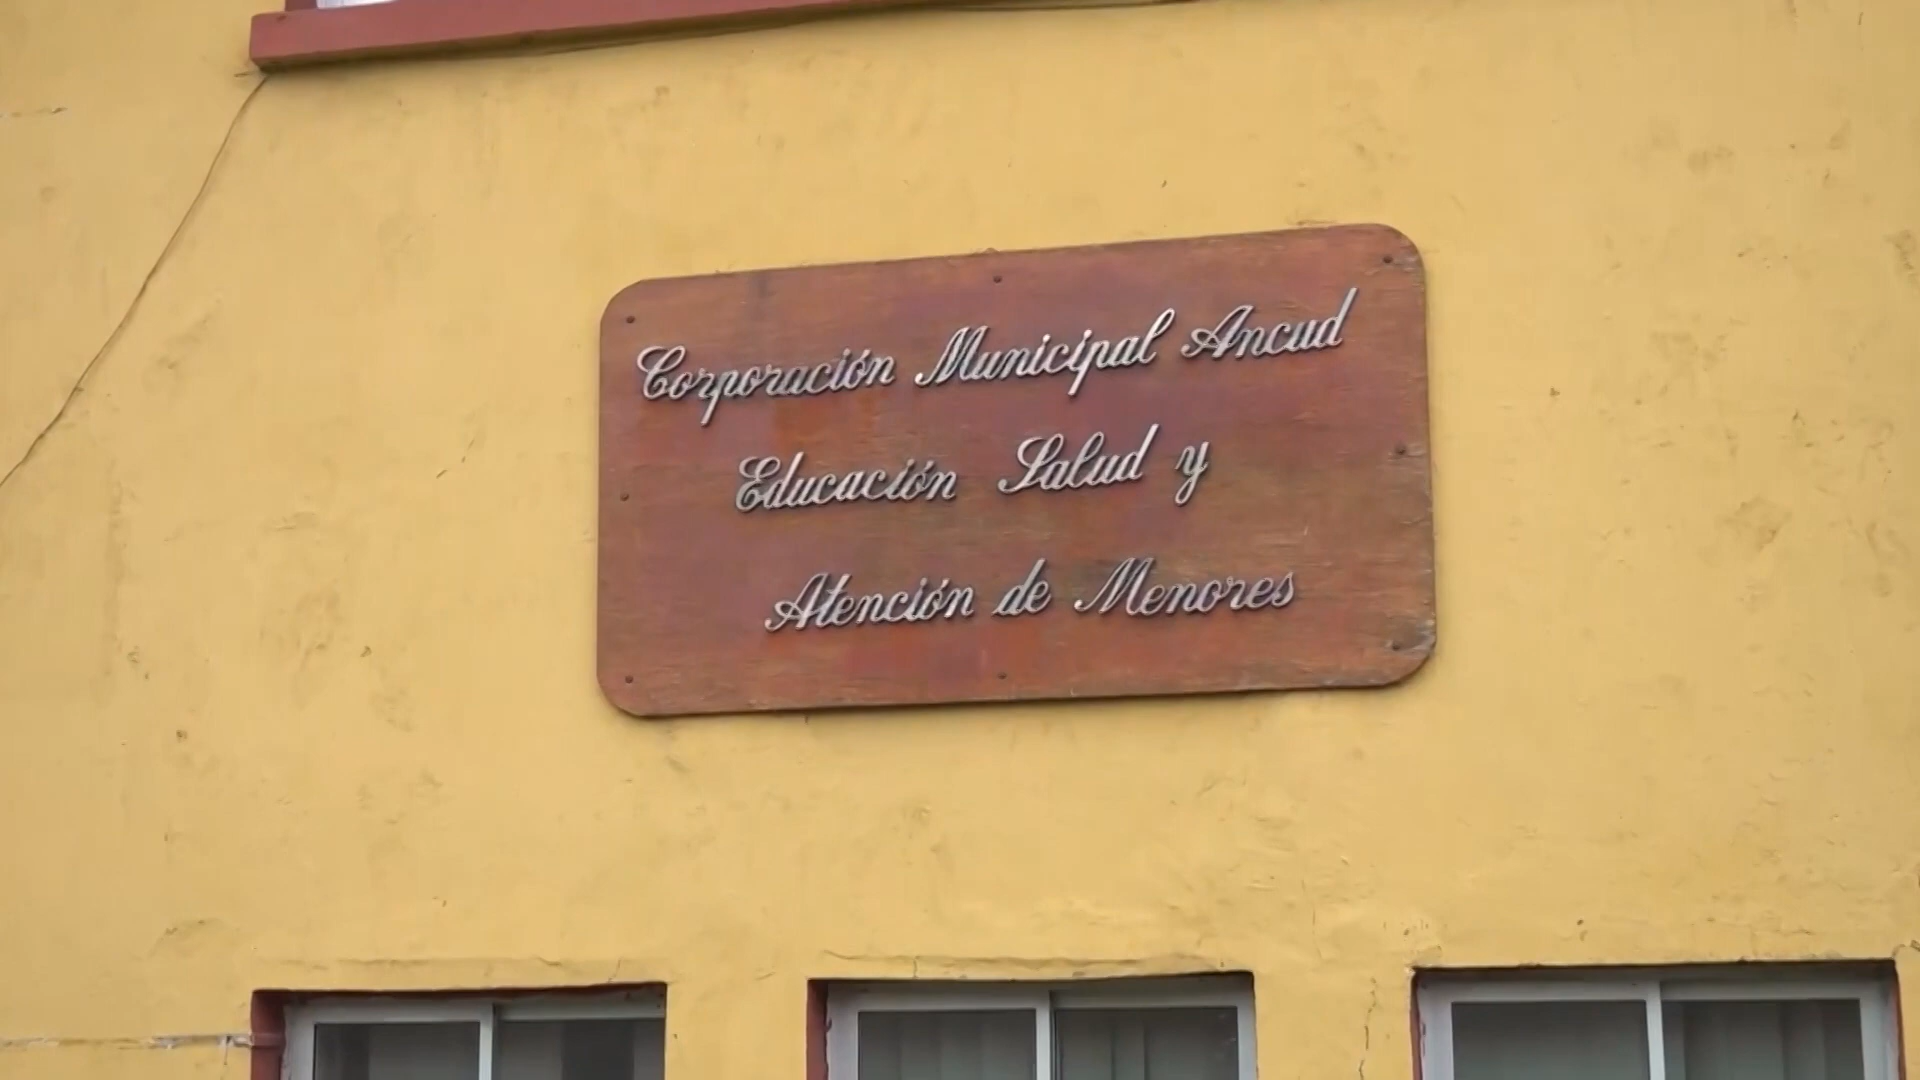 Corporación Municipal Ancud
Educación Salud y
Atención de Menores